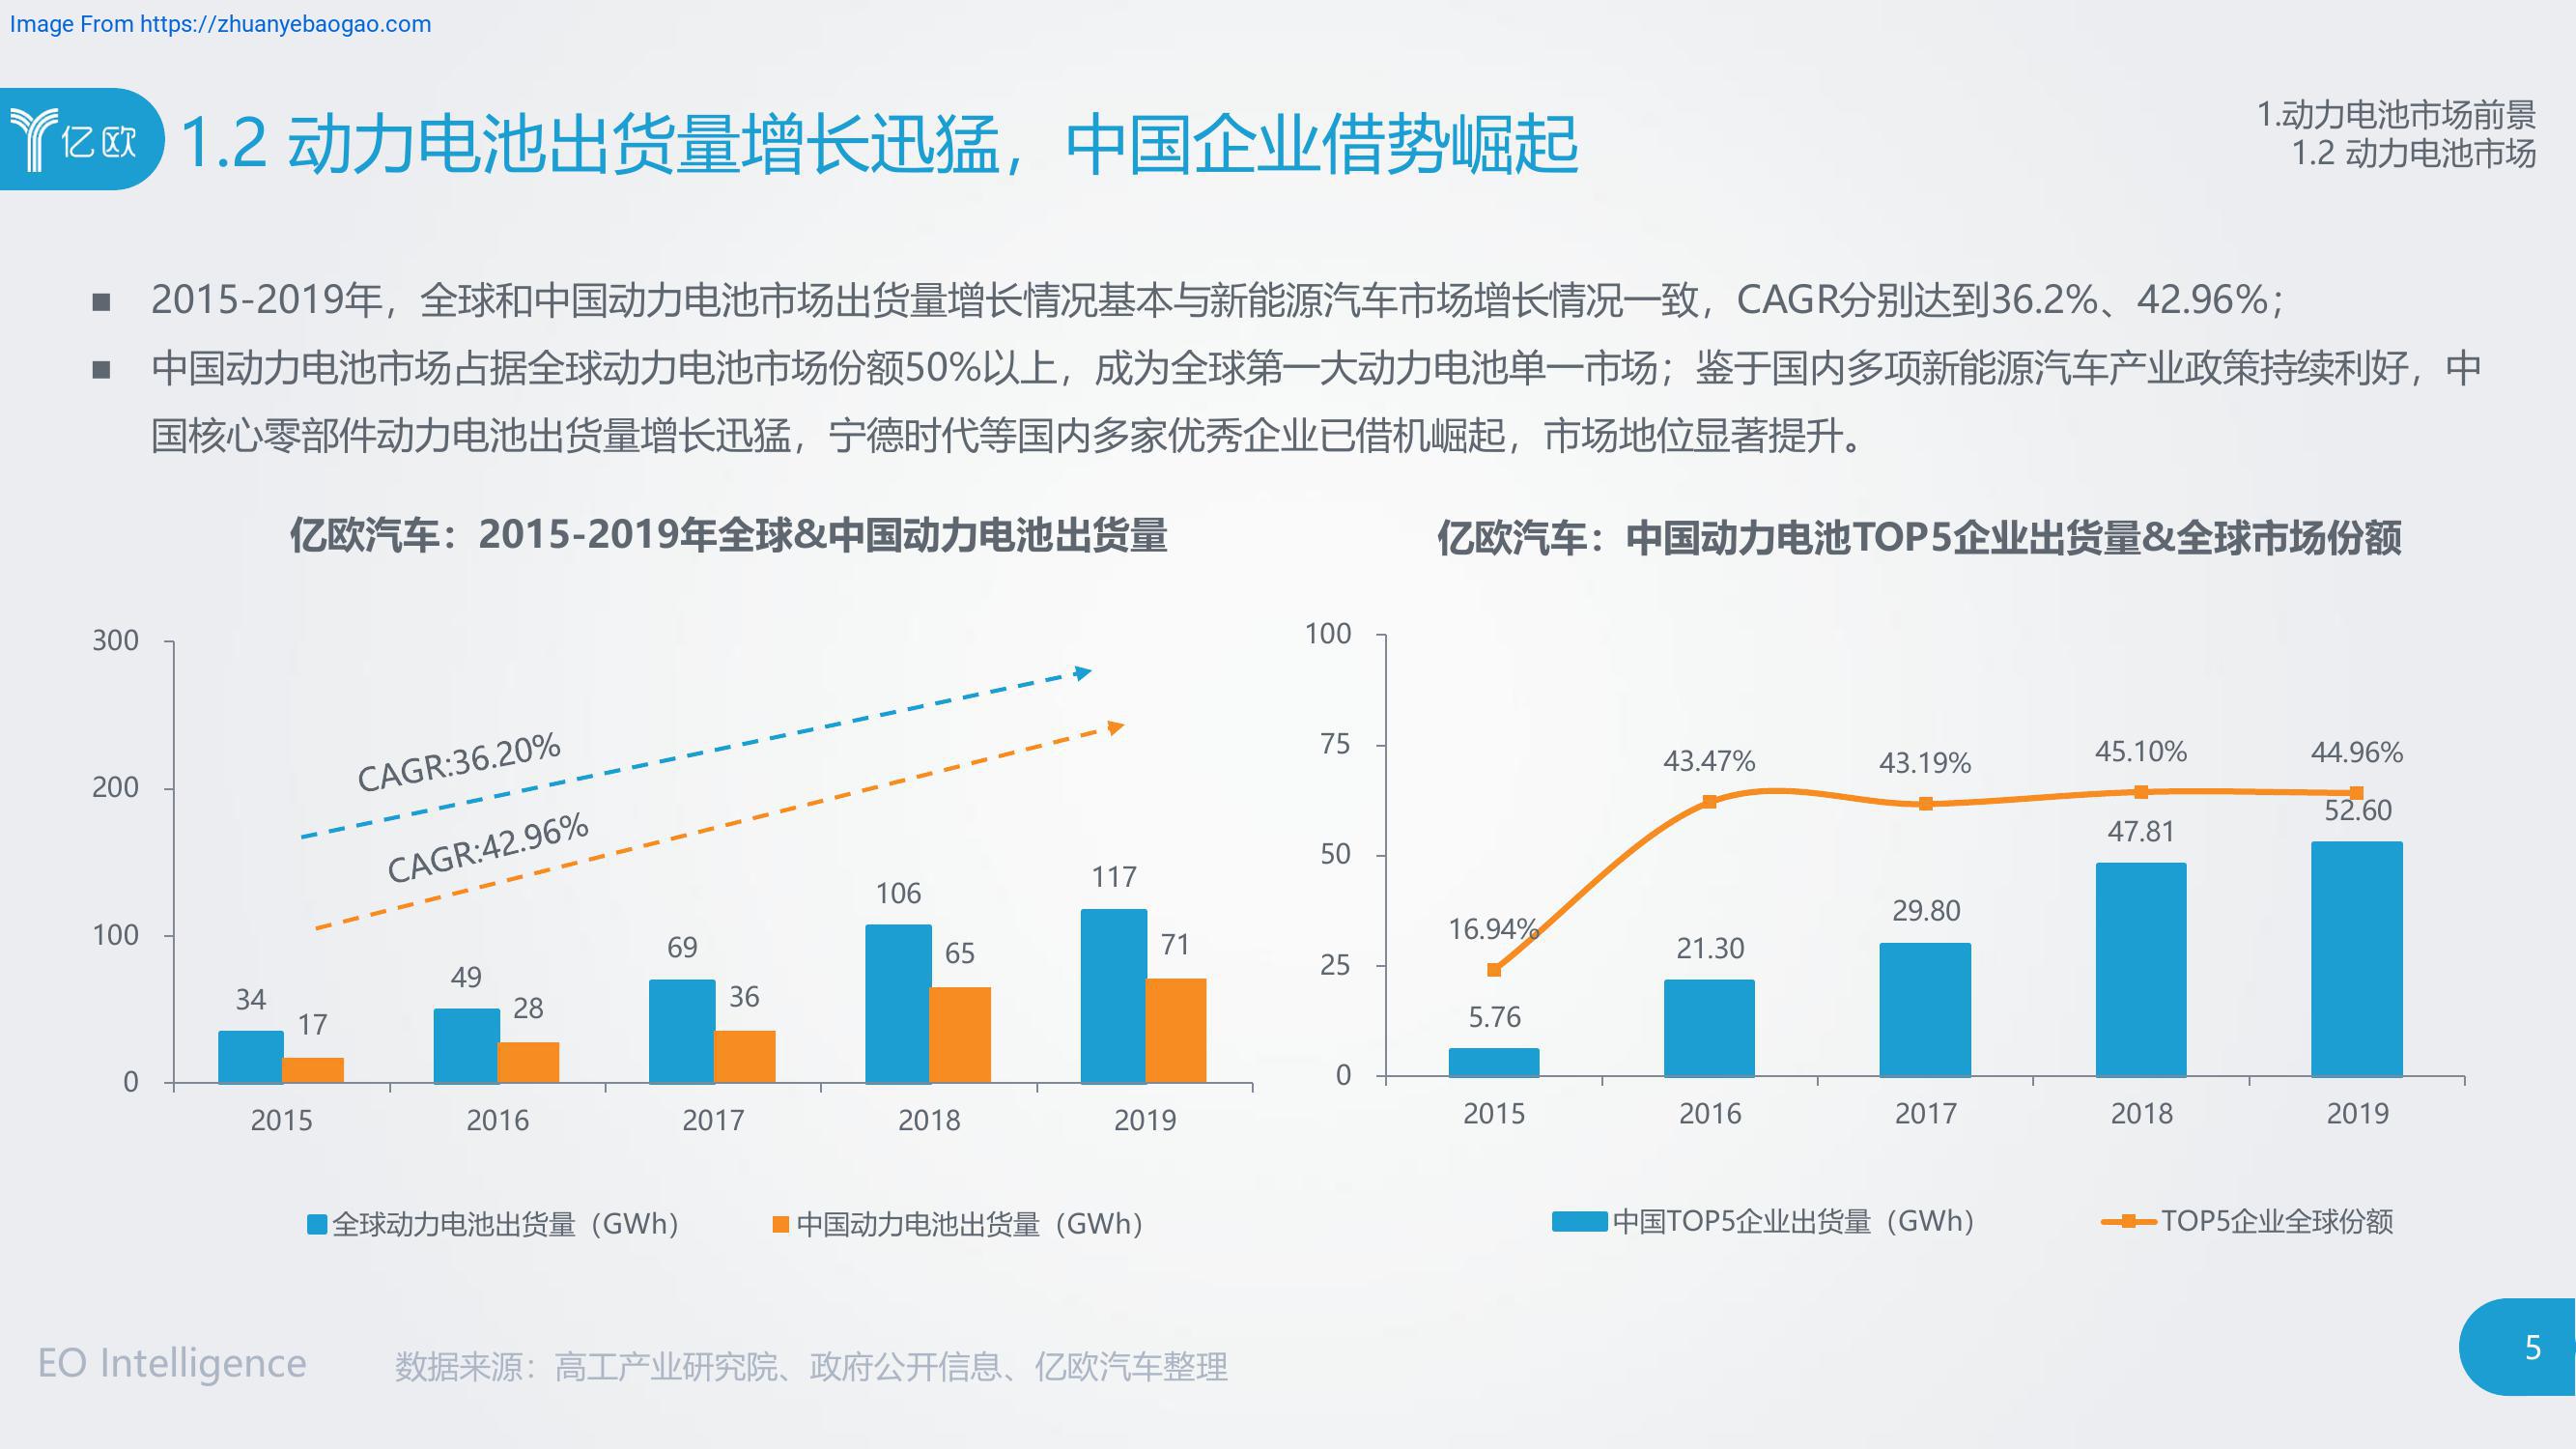 Image From https://zhuanyebaogao.com
亿欧
1.2 动力电池出货量增长迅猛，中国企业借势崛起
1.动力电池市场前景
1.2 动力电池市场
■ 2015-2019年，全球和中国动力电池市场出货量增长情况基本与新能源汽车市场增长情况一致，CAGR分别达到36.2%、42.96%；
■ 中国动力电池市场占据全球动力电池市场份额50%以上，成为全球第一大动力电池单一市场；鉴于国内多项新能源汽车产业政策持续利好，中
国核心零部件动力电池出货量增长迅猛，宁德时代等国内多家优秀企业已借机崛起，市场地位显著提升。
亿欧汽车：2015-2019年全球&中国动力电池出货量
300
200
100
0
CAGR:36.20%
CAGR:42.96%
34
17
49
28
69
36
106
65
117
71
2015
2016
2017
2018
2019
全球动力电池出货量（GWh）
中国动力电池出货量（GWh）
亿欧汽车：中国动力电池TOP5企业出货量&全球市场份额
100
75
50
25
0
16.94%
43.47%
43.19%
45.10%
44.96%
5.76
21.30
29.80
47.81
52.60
2015
2016
2017
2018
2019
中国TOP5企业出货量（GWh）
TOP5企业全球份额
EO Intelligence
数据来源：高工产业研究院、政府公开信息、亿欧汽车整理
5